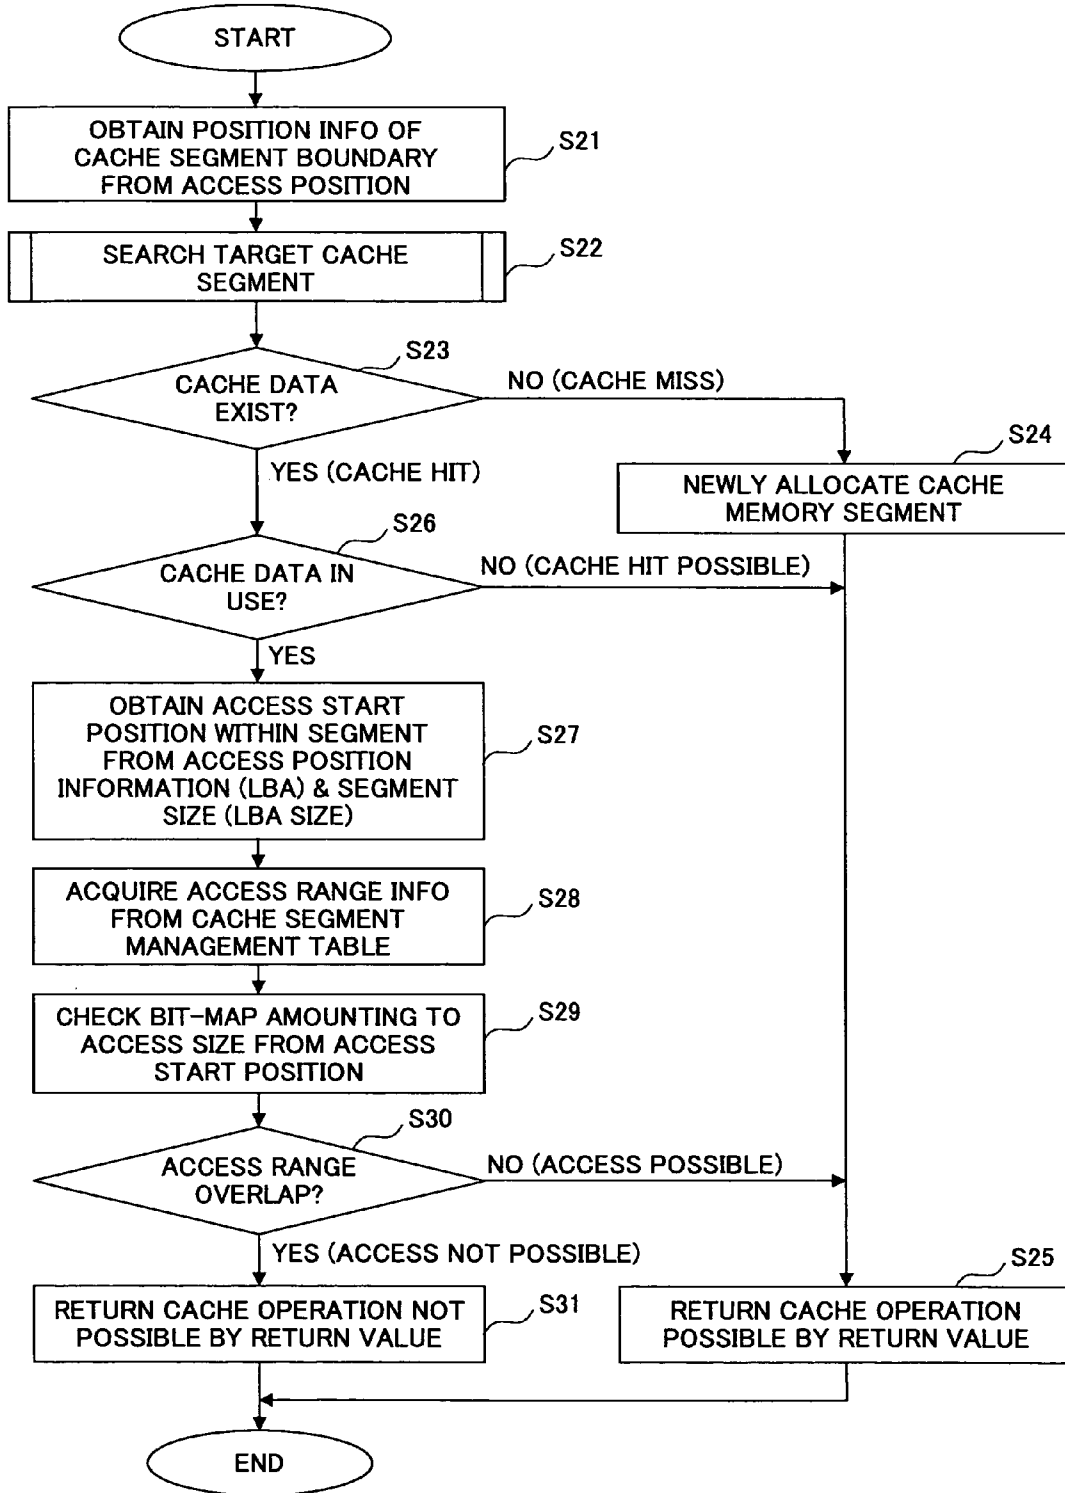 START
OBTAIN POSITION INFO OF
CACHE SEGMENT BOUNDARY
FROM ACCESS POSITION
S21
SEARCH TARGET CACHE
SEGMENT
S22
S23
CACHE DATA
EXIST?
NO (CACHE MISS)
YES (CACHE HIT)
S24
NEWLY ALLOCATE CACHE
MEMORY SEGMENT
S26
CACHE DATA IN
USE?
NO (CACHE HIT POSSIBLE)
YES
OBTAIN ACCESS START
POSITION WITHIN SEGMENT
FROM ACCESS POSITION
INFORMATION (LBA) & SEGMENT
SIZE (LBA SIZE)
S27
ACQUIRE ACCESS RANGE INFO
FROM CACHE SEGMENT
MANAGEMENT TABLE
S28
CHECK BIT-MAP AMOUNTING TO
ACCESS SIZE FROM ACCESS
START POSITION
S29
S30
ACCESS RANGE
OVERLAP?
NO (ACCESS POSSIBLE)
YES (ACCESS NOT POSSIBLE)
RETURN CACHE OPERATION NOT
POSSIBLE BY RETURN VALUE
S31
S25
RETURN CACHE OPERATION
POSSIBLE BY RETURN VALUE
END